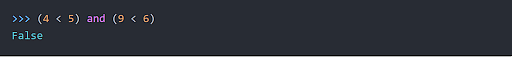 >>> (4 < 5) and (9 < 6)
False